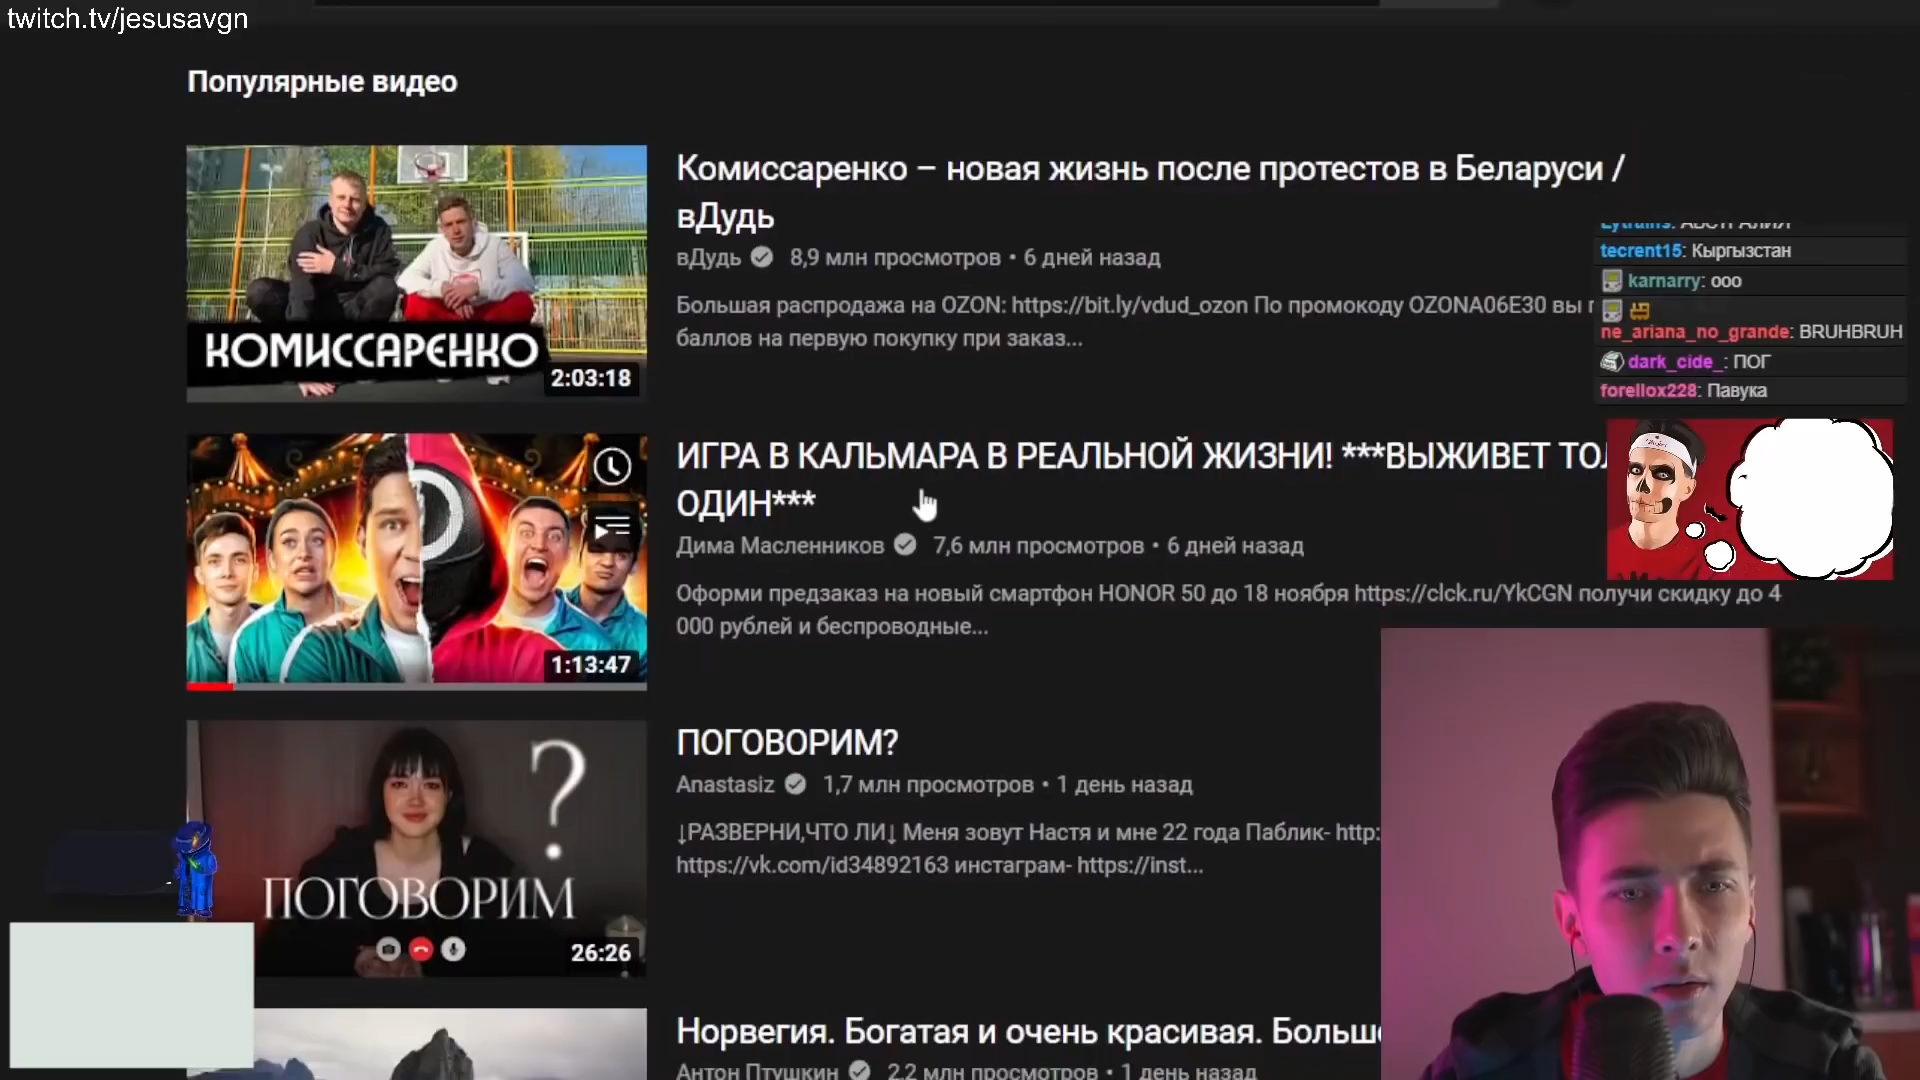 twitch.tv/jesusavgn
Популярные видео
КОМИССАРЕНКО
2:03:18
Комиссаренко – новая жизнь после протестов в Беларуси /
вДудь
вДудь 8,9 млн просмотров • 6 дней назад
Большая распродажа на OZON: https://bit.ly/vdud_ozon По промокоду OZONA06E30 вы
баллов на первую покупку при заказ...
tecrent15: Кыргызстан
karnarry: ооо
ne_ariana_no_grande: BRUHBRUH
dark_cide_: ПОГ
forellox228: Павука
1:13:47
ИГРА В КАЛЬМАРА В РЕАЛЬНОЙ ЖИЗНИ! ***ВЫЖИВЕТ ТОЛ
ОДИН***
Дима Масленников 7,6 млн просмотров • 6 дней назад
Оформи предзаказ на новый смартфон HONOR 50 до 18 ноября https://clck.ru/YkCGN получи скидку до 4
000 рублей и беспроводные...
?
ПОГОВОРИМ
26:26
ПОГОВОРИМ?
Anastasiz 1,7 млн просмотров • 1 день назад
↓РАЗВЕРНИ,ЧТО ЛИ↓ Меня зовут Настя и мне 22 года Паблик- http:
https://vk.com/id34892163 инстаграм- https://inst...
Норвегия. Богатая и очень красивая. Больш
Антон Птушкин 2,2 млн просмотров • 1 день назад